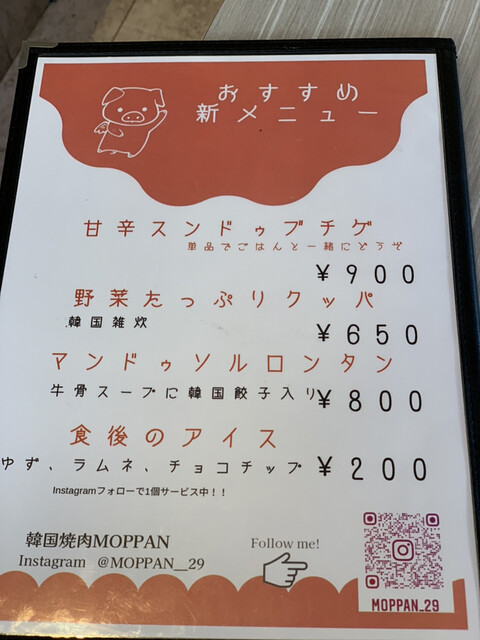 おすすめ
新メニュー
甘辛スンドゥブチゲ
単品でごはんと一緒にどうぞ
¥900
野菜たっぷりクッパ
韓国雑炊
¥650
マンドゥソルロンタン
牛骨スープに韓国餃子入り
¥800
食後のアイス
ゆず、ラムネ、チョコチップ
¥200
Instagramフォローで1個サービス中！！
韓国焼肉MOPPAN
Instagram @MOPPAN__29
Follow me!
MOPPAN_29